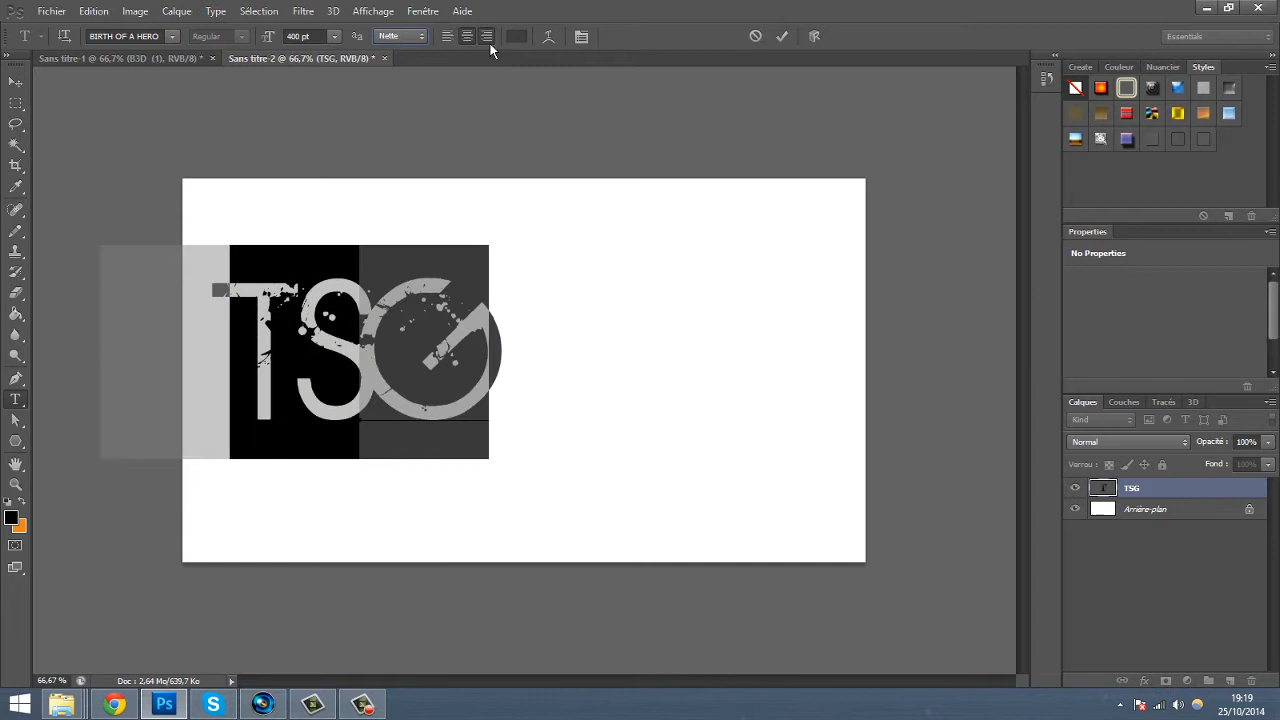 Ps Fichier Edition Image Calque Type Sélection Filtre 3D Affichage Fenêtre Aide
T BIRTH OF A HERO Regular 400 pt aa Nette Essentials
Sans titre-1 @ 66,7% (B3D (1), RVB/8) * × Sans titre-2 @ 66,7% (TSG, RVB/8) * ×
Create Couleur Nuancier Styles
TSG
Properties
No Properties
Calques Couches Tracés 3D
Kind
Normal Opacité : 100%
Verrou : Fond : 100%
TSG
Arrière-plan
66,67 % Doc : 2,64 Mo/639,7 Ko
19:19
25/10/2014